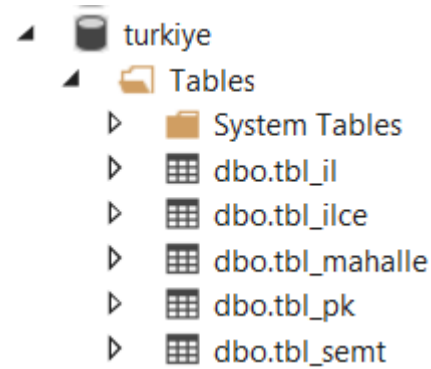 turkiye
Tables
System Tables
dbo.tbl_il
dbo.tbl_ilce
dbo.tbl_mahalle
dbo.tbl_pk
dbo.tbl_semt